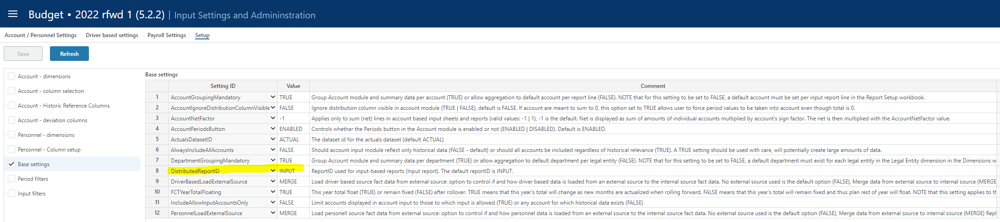 Budget • 2022 rfwd 1 (5.2.2) | Input Settings and Admininstration
Account / Personnel Settings Driver based settings Payroll Settings Setup
Save Refresh
Account - dimensions
Account - column selection
Account - Historic Reference Columns
Account - deviation columns
Personnel - dimensions
Personnel - Column setup
Base settings
Period filters
Input filters
Base settings
Setting ID Value Comment
1 AccountGroupingMandatory TRUE Group Account module and summary data per account (TRUE) or allow aggregation to default account per report line (FALSE). NOTE that for this setting to be set to FALSE, a default account must be set per input report line in the Report Setup workbook.
2 AccountIgnoreDistributionColumnVisible FALSE Ignore distribution column visible in account module (TRUE | FALSE), default is FALSE. If account are meant to sum to 0, this option set to TRUE allows user to force period values to be taken into account even though total is 0.
3 AccountNetFactor -1 Applies only to sum (net) lines in account based input sheets and reports (valid values: -1 | 1), -1 is the default. Net is displayed as sum of amounts of individual accounts multiplied by account's sign factor. The net is then multiplied with the AccountNetFactor value.
4 AccountPeriodsButton ENABLED Controls whether the Periods button in the Account module is enabled or not (ENABLED | DISABLED). Default is ENABLED.
5 ActualsDatasetID ACTUAL The dataset id for the actuals dataset (default ACTUAL)
6 AlwaysIncludeAllAccounts FALSE Should account input module reflect only historical data (FALSE - default) or should all accounts be included regardless of historical relevance (TRUE). A TRUE setting should be used with care, will potentially create large amounts of data.
7 DepartmentGroupingMandatory TRUE Group Account module and summary data per department (TRUE) or allow aggregation to default department per legal entity (FALSE). NOTE that for this setting to be set to FALSE, a default department must exist for each legal entity in the Legal Entity dimension in the Dimensions w
8 DistributedReportID INPUT ReportID used for input-based reports (Input report). The default reportID is INPUT.
9 DriverBasedLoadExternalSource MERGE Load driver based source fact data from external source: option to control if and how driver based data is loaded from an external source to the internal source fact data. No external source used is the default option (FALSE), Merge data from external source to internal source (MERGE
10 FCTYearTotalFloating TRUE This year total float (TRUE) or remain fixed (FALSE) after rollover. TRUE means that this year's total will change as new months are actualized when rolling forward. FALSE means that this year's total will remain fixed and thus plan rest of year will float. NOTE that this setting applies to th
11 IncludeAllowInputAccountsOnly FALSE Limit accounts displayed in account input to those to which input is allowed (TRUE) or any account for which historical data exists (FALSE)
12 PersonnelLoadExternalSource MERGE Load personell source fact data from external source: option to control if and how personnel data is loaded from an external source to the internal source fact data. No external source used is the default option (FALSE), Merge data from external source to internal source (MERGE) Repl